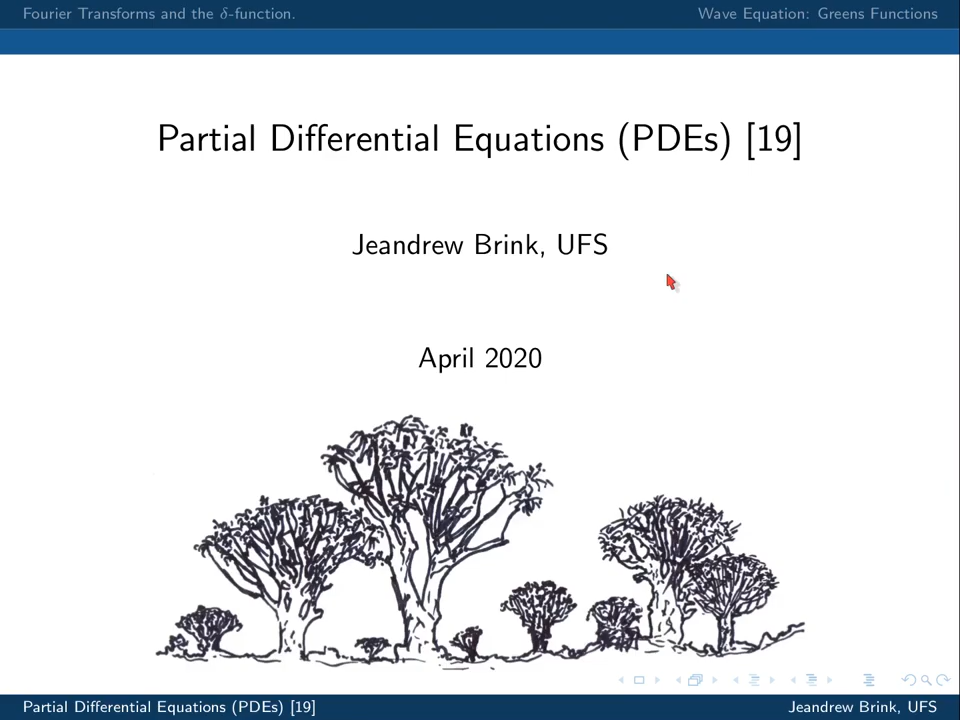 Fourier Transforms and the δ-function.
Wave Equation: Greens Functions
Partial Differential Equations (PDEs) [19]
Jeandrew Brink, UFS
April 2020
Partial Differential Equations (PDEs) [19]
Jeandrew Brink, UFS